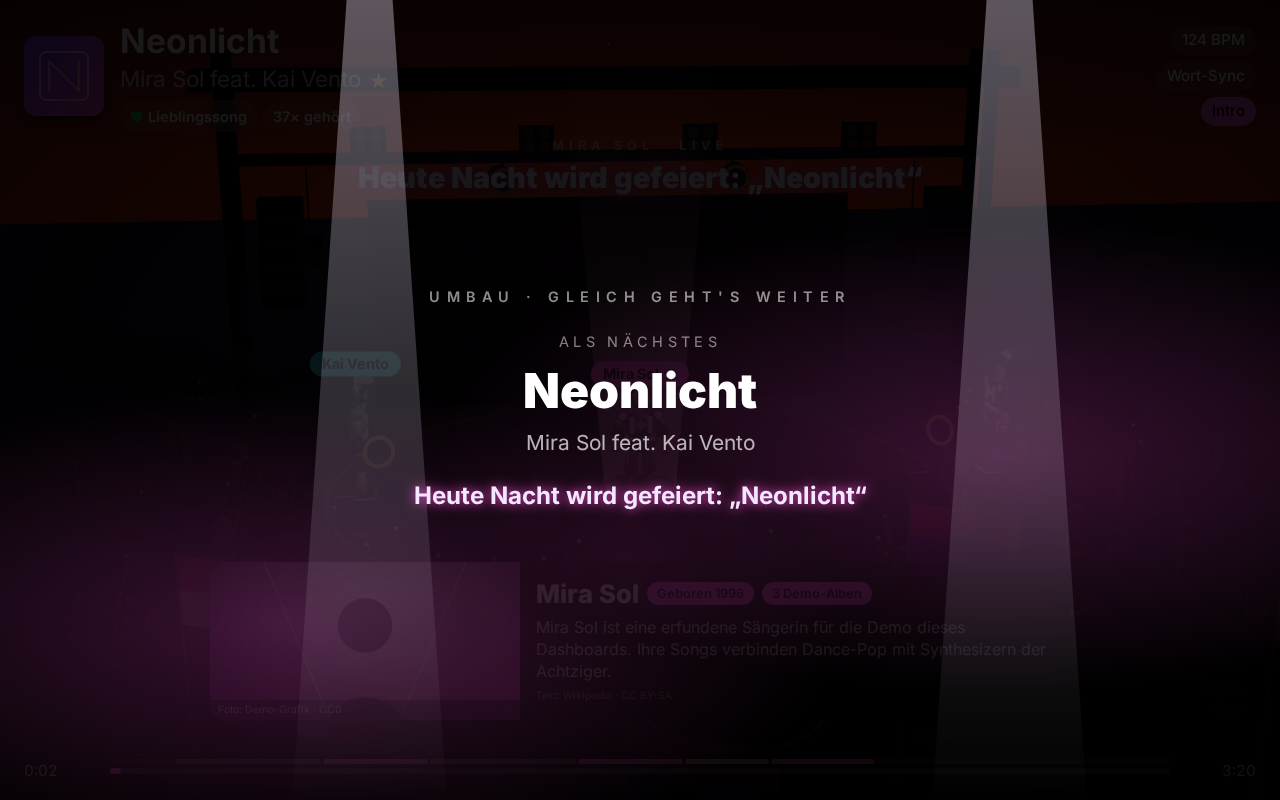 Neonlicht
Mira Sol feat. Kai Vento ★
Lieblingssong
37× gehört
124 BPM
Wort-Sync
Intro
MIRA SOL · LIVE
Heute Nacht wird gefeiert: „Neonlicht“
UMBAU · GLEICH GEHT'S WEITER
ALS NÄCHSTES
Kai Vento
Mira Sol
Neonlicht
Mira Sol feat. Kai Vento
Heute Nacht wird gefeiert: „Neonlicht“
Mira Sol
Geboren 1996
3 Demo-Alben
Mira Sol ist eine erfundene Sängerin für die Demo dieses
Dashboards. Ihre Songs verbinden Dance-Pop mit Synthesizern der
Achtziger.
Text: Wikipedia · CC BY-SA
Foto: Demo-Grafik · CC0
0:02
3:20